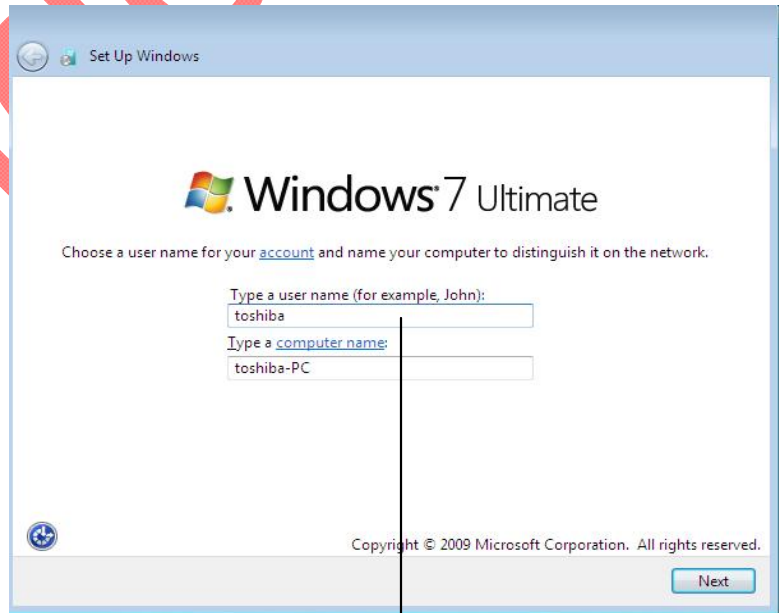 Set Up Windows
Windows 7 Ultimate
Choose a user name for your account and name your computer to distinguish it on the network.
Type a user name (for example, John):
toshiba
Type a computer name:
toshiba-PC
Copyright © 2009 Microsoft Corporation. All rights reserved.
Next